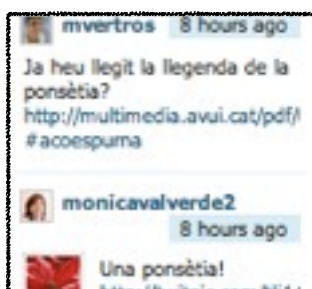 mvertros 8 hours ago
Ja heu llegit la llegenda de la
ponsètia?
http://multimedia.avui.cat/pdf/
#acoespurna
monicavalverde2
8 hours ago
Una ponsètia!